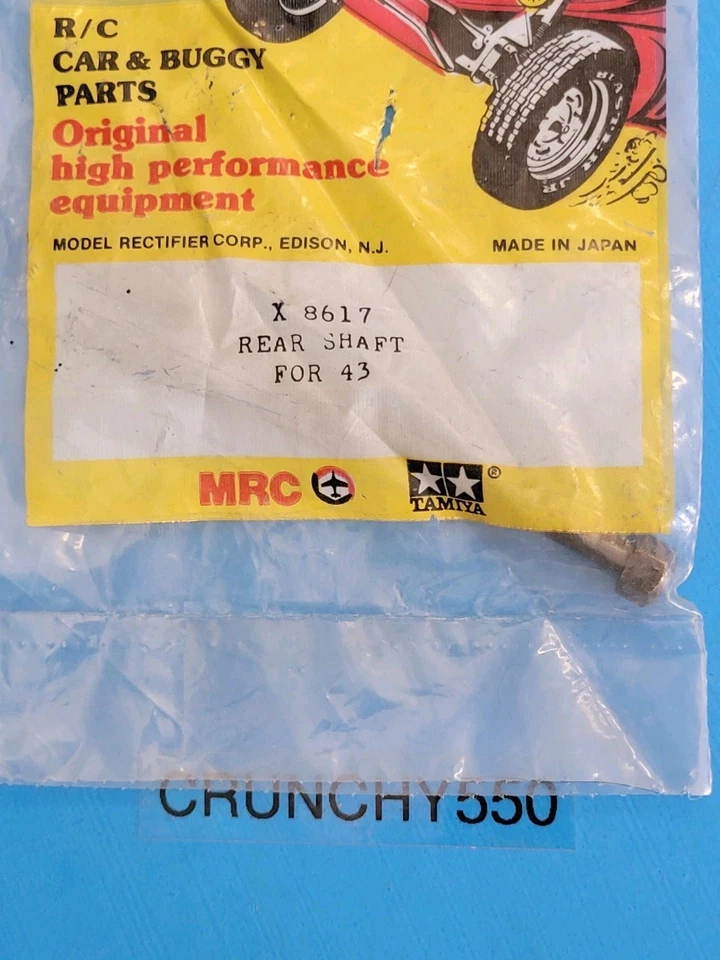 R/C
CAR & BUGGY
PARTS
Original
high performance
equipment
MODEL RECTIFIER CORP., EDISON, N.J.
MADE IN JAPAN
X 8617
REAR SHAFT
FOR 43
MRC
TAMIYA®
CRUNCHY550